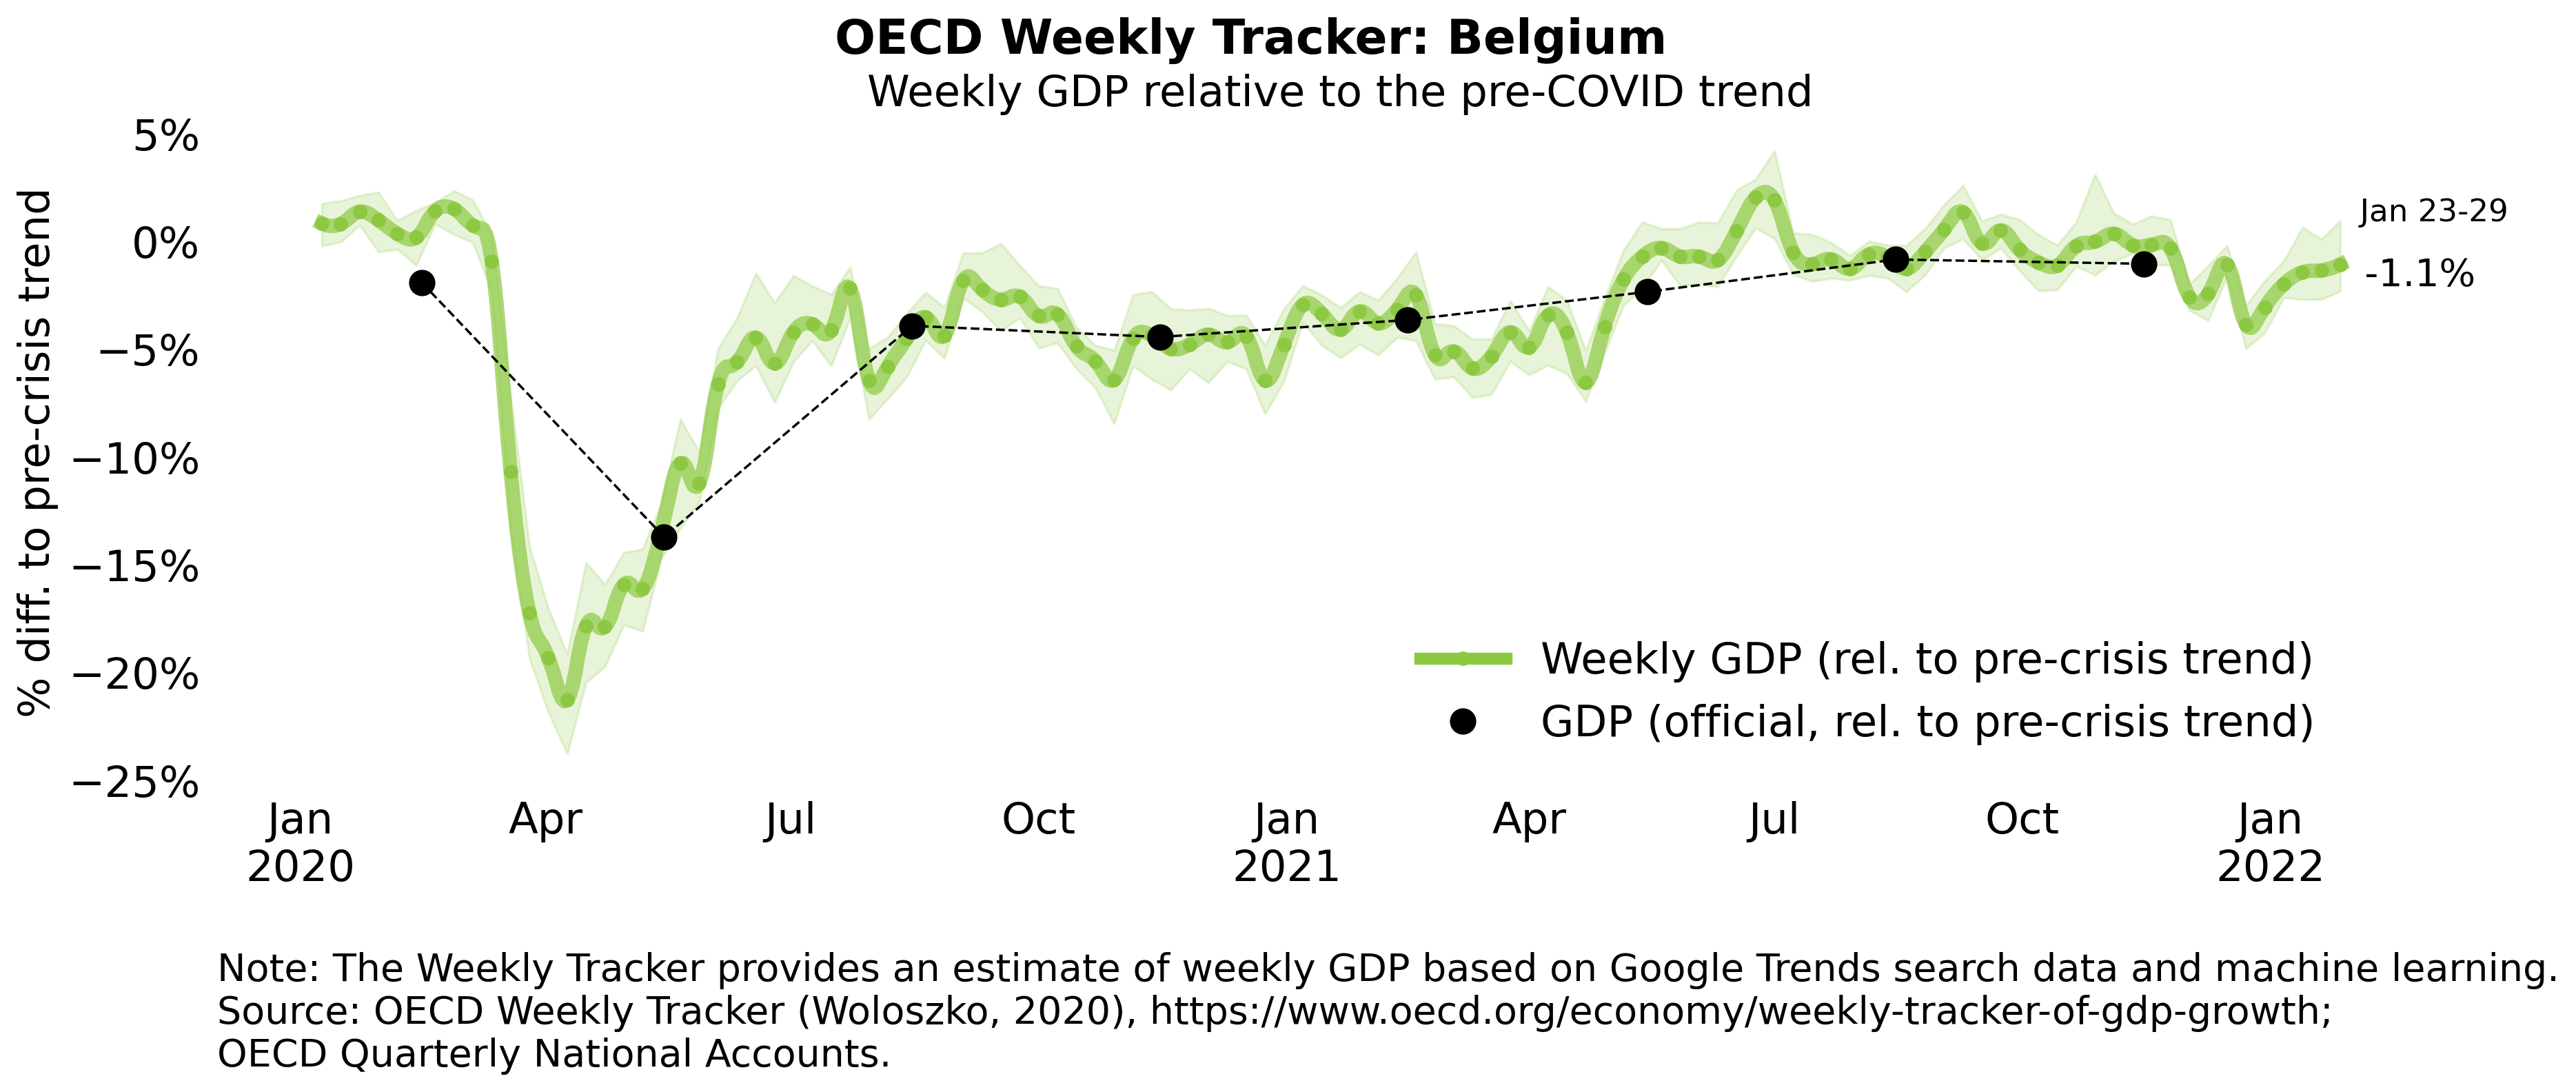 OECD Weekly Tracker: Belgium
Weekly GDP relative to the pre-COVID trend
% diff. to pre-crisis trend
5%
0%
−5%
−10%
−15%
−20%
−25%
Jan 23-29
-1.1%
Weekly GDP (rel. to pre-crisis trend)
GDP (official, rel. to pre-crisis trend)
Jan Apr Jul Oct Jan Apr Jul Oct Jan
2020 2021 2022
Note: The Weekly Tracker provides an estimate of weekly GDP based on Google Trends search data and machine learning.
Source: OECD Weekly Tracker (Woloszko, 2020), https://www.oecd.org/economy/weekly-tracker-of-gdp-growth;
OECD Quarterly National Accounts.